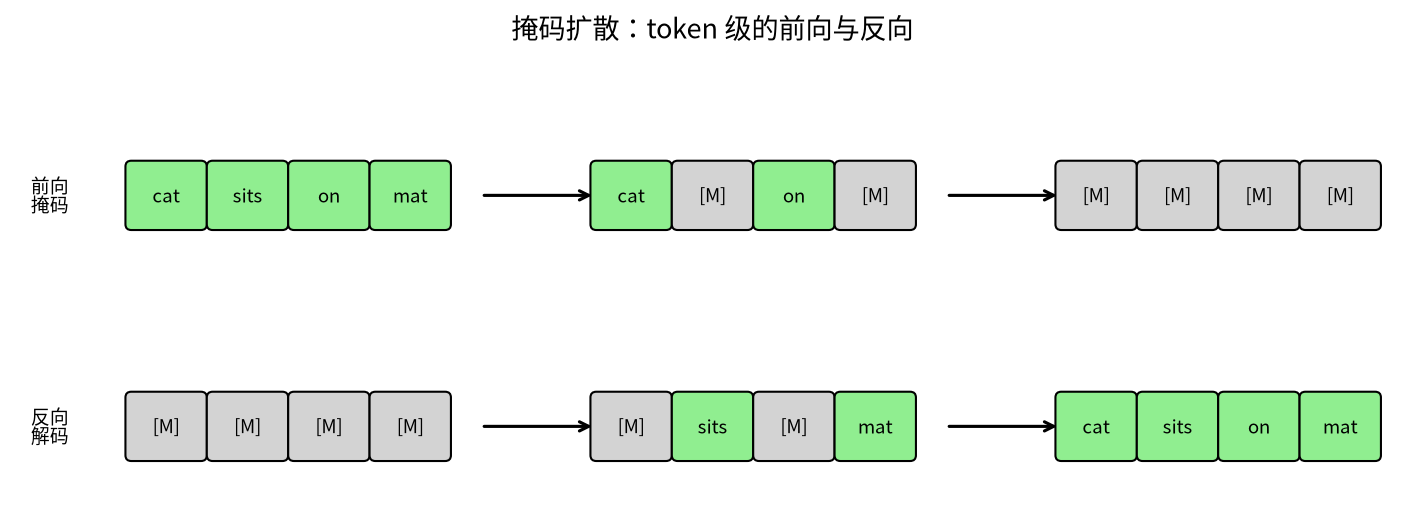 掩码扩散：token 级的前向与反向
前向
掩码
cat sits on mat
cat [M] on [M]
[M] [M] [M] [M]
反向
解码
[M] [M] [M] [M]
[M] sits [M] mat
cat sits on mat